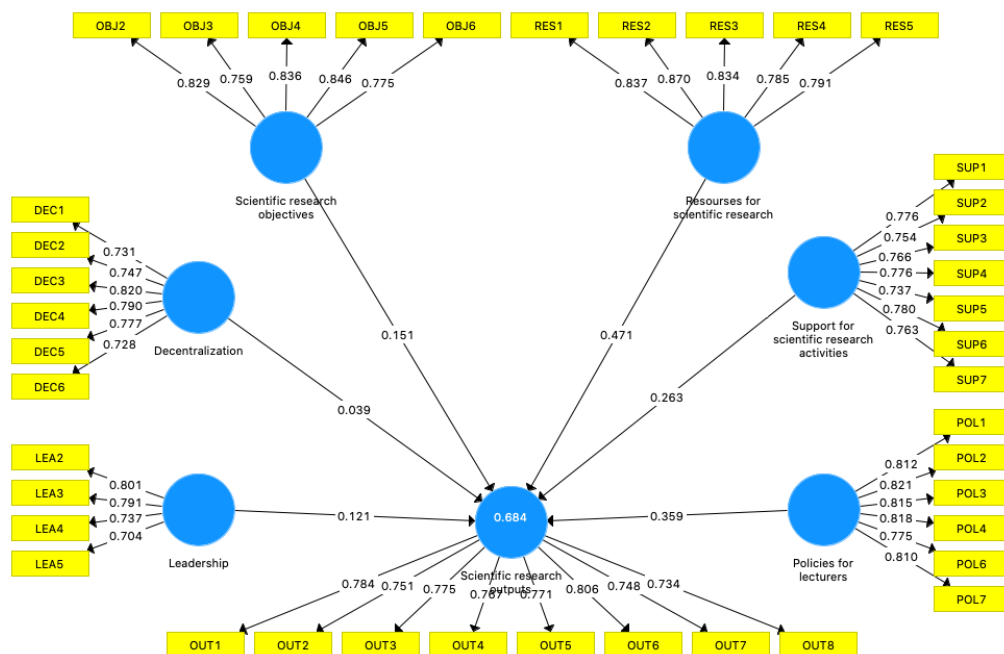 OBJ2 OBJ3 OBJ4 OBJ5 OBJ6 RES1 RES2 RES3 RES4 RES5
0.829 0.759 0.836 0.846 0.775 0.837 0.870 0.834 0.785 0.791
Scientific research
objectives
Resourses for
scientific research
SUP1
SUP2
SUP3
SUP4
SUP5
SUP6
SUP7
0.776
0.754
0.766
0.776
0.737
0.780
0.763
Support for
scientific research
activities
DEC1
DEC2
DEC3
DEC4
DEC5
DEC6
0.731
0.747
0.820
0.790
0.777
0.728
Decentralization
0.151
0.471
0.039
0.263
LEA2
LEA3
LEA4
LEA5
0.801
0.791
0.737
0.704
Leadership
0.121
0.684
0.359
POL1
POL2
POL3
POL4
POL6
POL7
0.812
0.821
0.815
0.818
0.775
0.810
Policies for
lecturers
Scientific research
outputs
0.784 0.751 0.775 0.767 0.771 0.806 0.748 0.734
OUT1 OUT2 OUT3 OUT4 OUT5 OUT6 OUT7 OUT8